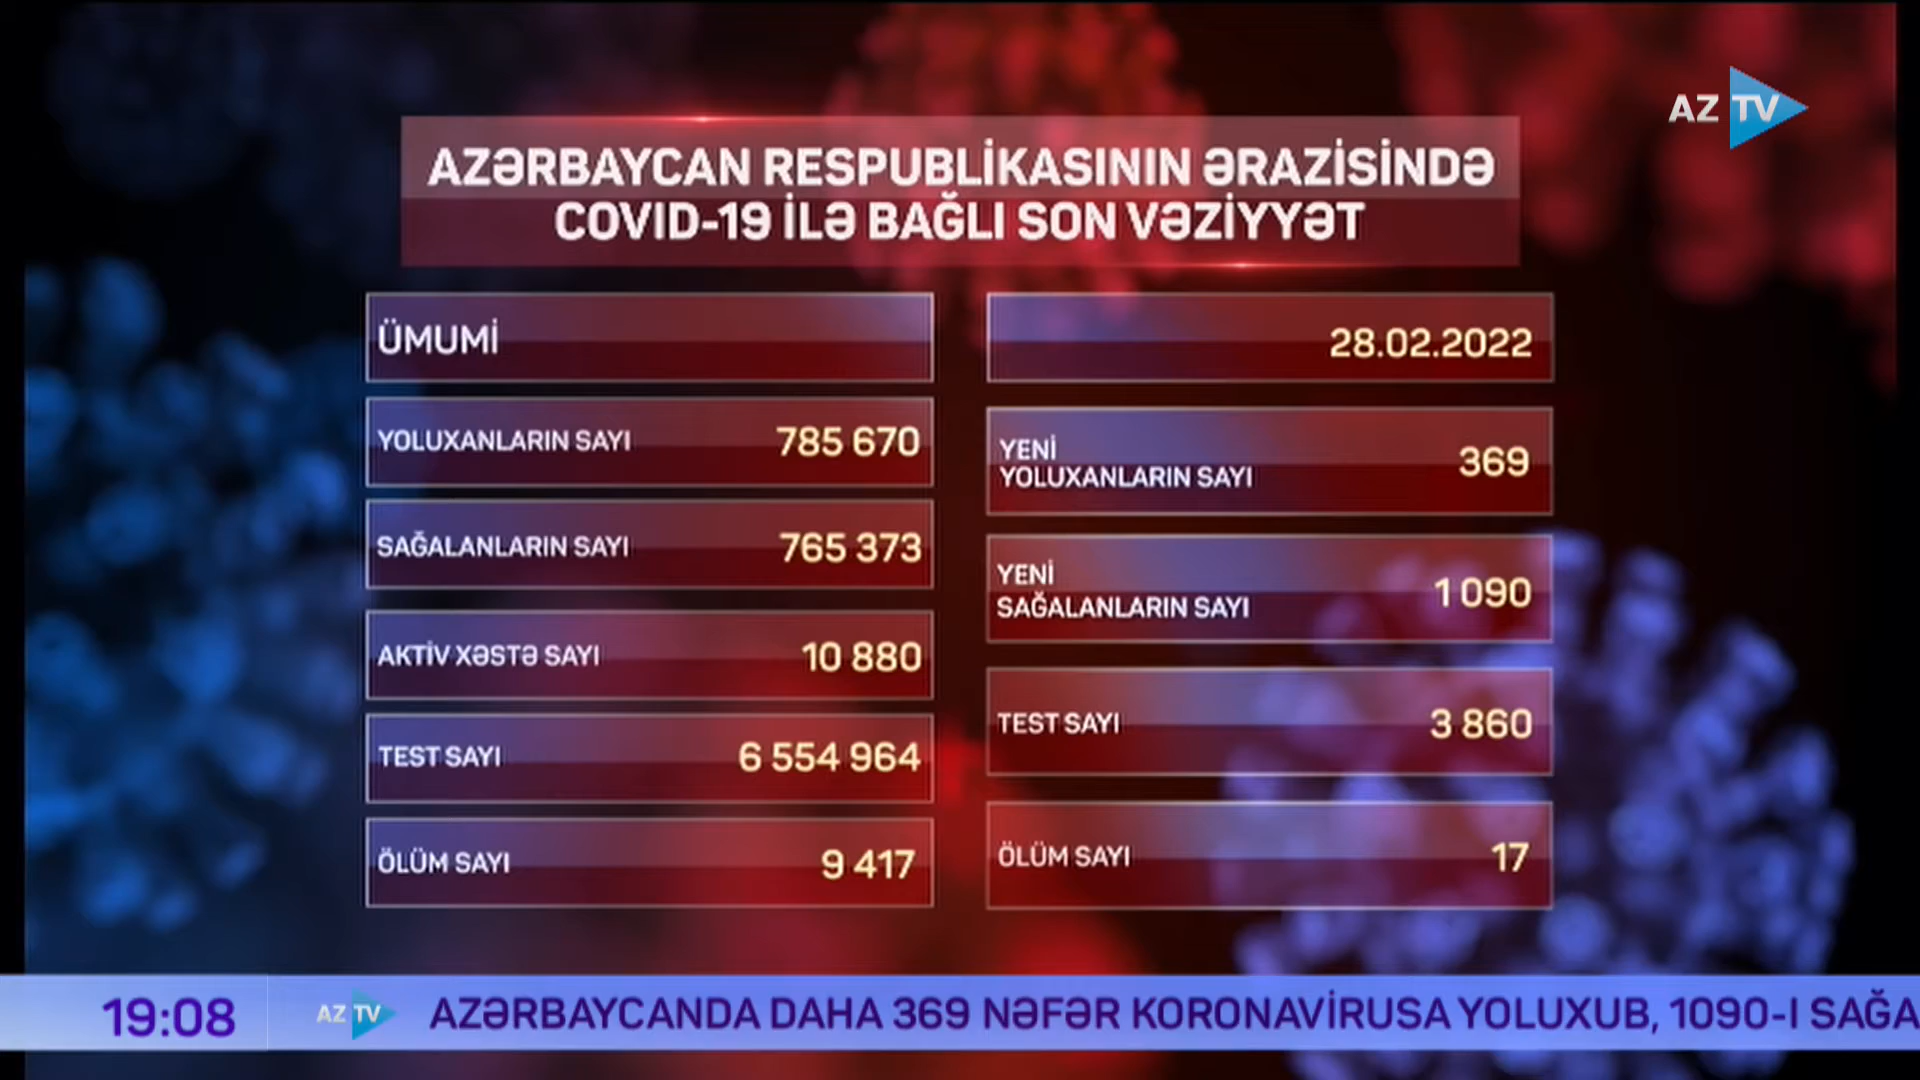 AZ TV
AZƏRBAYCAN RESPUBLİKASININ ƏRAZİSİNDƏ
COVID-19 İLƏ BAĞLI SON VƏZİYYƏT
ÜMUMİ
YOLUXANLARIN SAYI 785 670
SAĞALANLARIN SAYI 765 373
AKTİV XƏSTƏ SAYI 10 880
TEST SAYI 6 554 964
ÖLÜM SAYI 9 417
28.02.2022
YENİ
YOLUXANLARIN SAYI 369
YENİ
SAĞALANLARIN SAYI 1 090
TEST SAYI 3 860
ÖLÜM SAYI 17
19:08 AZ TV AZƏRBAYCANDA DAHA 369 NƏFƏR KORONAVİRUSA YOLUXUB, 1090-I SAĞA